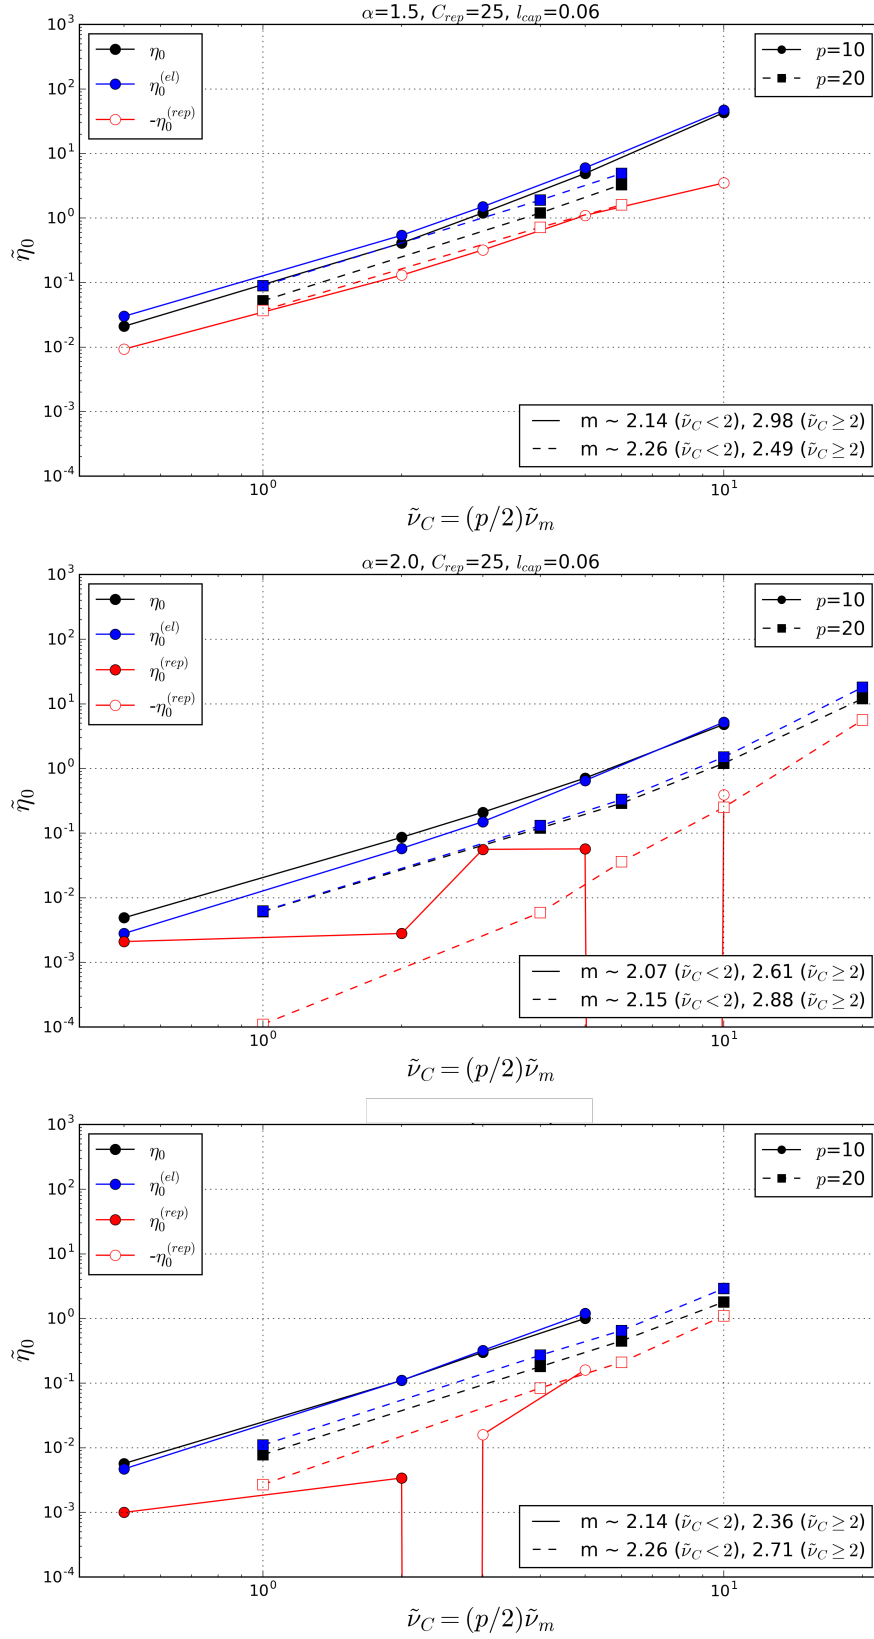 α=1.5, C_rep=25, l_cap=0.06
10^3
10^2
10^1
10^0
10^-1
10^-2
10^-3
10^-4
η̃_0
η_0
η_0^(el)
-η_0^(rep)
p=10
p=20
m ~ 2.14 (ν̃_C < 2), 2.98 (ν̃_C ≥ 2)
m ~ 2.26 (ν̃_C < 2), 2.49 (ν̃_C ≥ 2)
10^0 10^1
ν̃_C = (p/2)ν̃_m
α=2.0, C_rep=25, l_cap=0.06
10^3
10^2
10^1
10^0
10^-1
10^-2
10^-3
10^-4
η̃_0
η_0
η_0^(el)
η_0^(rep)
-η_0^(rep)
p=10
p=20
m ~ 2.07 (ν̃_C < 2), 2.61 (ν̃_C ≥ 2)
m ~ 2.15 (ν̃_C < 2), 2.88 (ν̃_C ≥ 2)
10^0 10^1
ν̃_C = (p/2)ν̃_m
10^3
10^2
10^1
10^0
10^-1
10^-2
10^-3
10^-4
η̃_0
η_0
η_0^(el)
η_0^(rep)
-η_0^(rep)
p=10
p=20
m ~ 2.14 (ν̃_C < 2), 2.36 (ν̃_C ≥ 2)
m ~ 2.26 (ν̃_C < 2), 2.71 (ν̃_C ≥ 2)
10^0 10^1
ν̃_C = (p/2)ν̃_m